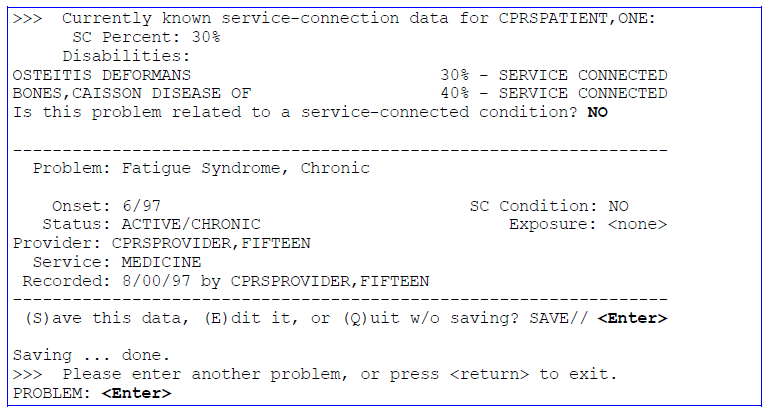 >>>  Currently known service-connection data for CPRSPATIENT,ONE:
      SC Percent: 30%
     Disabilities:
OSTEITIS DEFORMANS                          30% - SERVICE CONNECTED
BONES,CAISSON DISEASE OF                    40% - SERVICE CONNECTED
Is this problem related to a service-connected condition? NO
-------------------------------------------------------------------
  Problem: Fatigue Syndrome, Chronic
    Onset: 6/97                                SC Condition: NO
   Status: ACTIVE/CHRONIC                          Exposure: <none>
Provider: CPRSPROVIDER,FIFTEEN
  Service: MEDICINE
 Recorded: 8/00/97 by CPRSPROVIDER,FIFTEEN
-------------------------------------------------------------------
 (S)ave this data, (E)dit it, or (Q)uit w/o saving? SAVE// <Enter>
Saving ... done.
>>>  Please enter another problem, or press <return> to exit.
PROBLEM: <Enter>